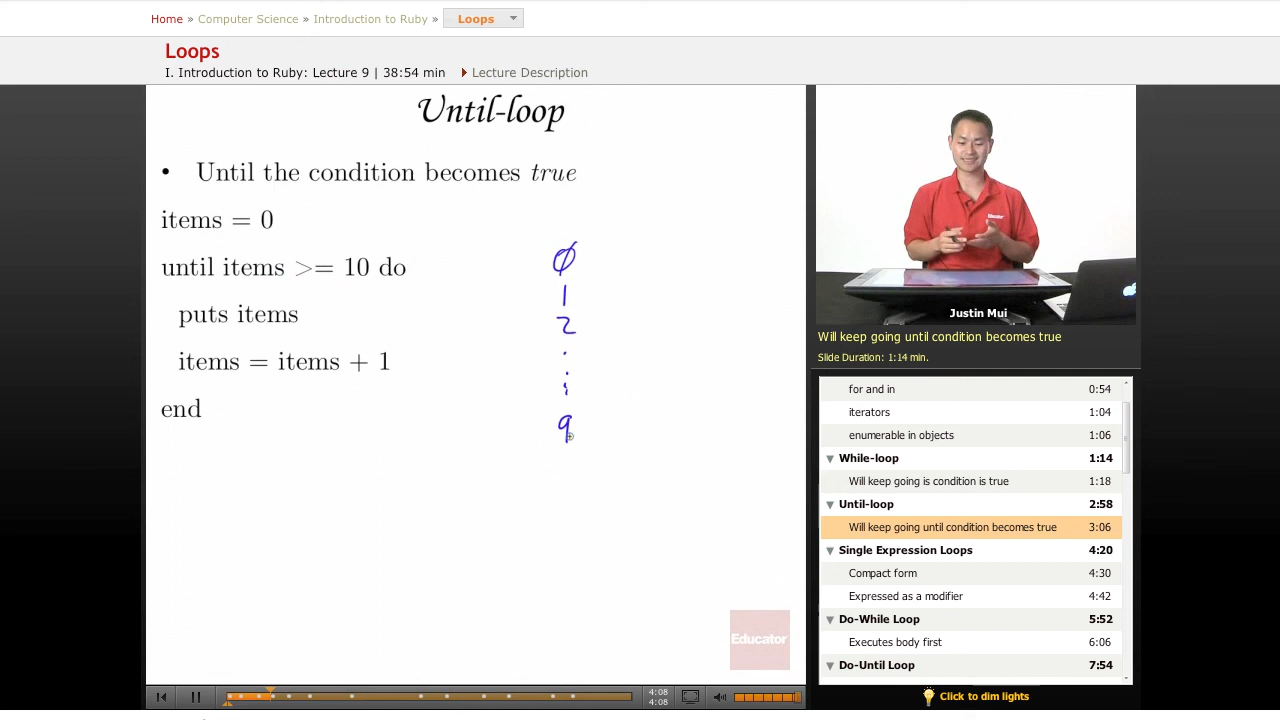 Home » Computer Science » Introduction to Ruby » Loops
Loops
I. Introduction to Ruby: Lecture 9 | 38:54 min Lecture Description
Until-loop
• Until the condition becomes true
items = 0
until items >= 10 do
puts items
items = items + 1
end
0
1
2
.
:
9
Educator
Educator
Justin Mui
Will keep going until condition becomes true
Slide Duration: 1:14 min.
for and in 0:54
iterators 1:04
enumerable in objects 1:06
While-loop 1:14
Will keep going is condition is true 1:18
Until-loop 2:58
Will keep going until condition becomes true 3:06
Single Expression Loops 4:20
Compact form 4:30
Expressed as a modifier 4:42
Do-While Loop 5:52
Executes body first 6:06
Do-Until Loop 7:54
4:08
4:08
Click to dim lights